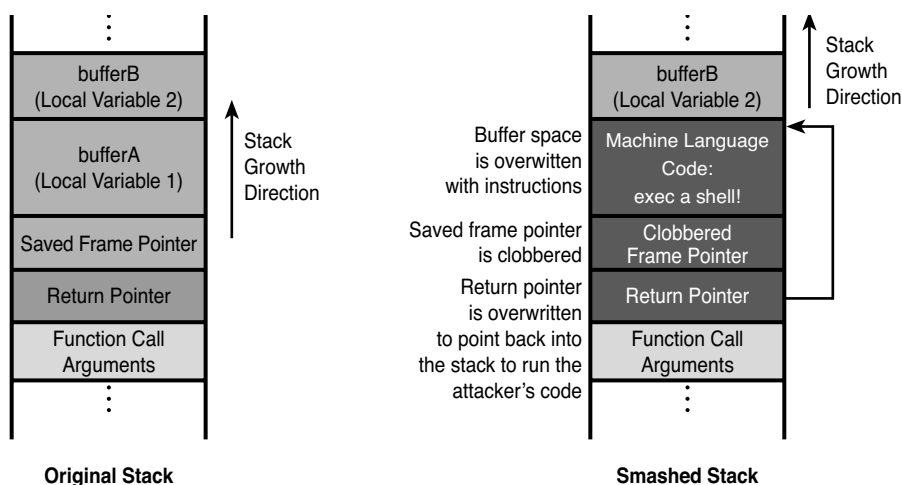 bufferB
(Local Variable 2)
bufferA
(Local Variable 1)
Saved Frame Pointer
Return Pointer
Function Call
Arguments
Stack
Growth
Direction
Original Stack
Buffer space
is overwitten
with instructions
Saved frame pointer
is clobbered
Return pointer
is overwritten
to point back into
the stack to run the
attacker’s code
bufferB
(Local Variable 2)
Machine Language
Code:
exec a shell!
Clobbered
Frame Pointer
Return Pointer
Function Call
Arguments
Stack
Growth
Direction
Smashed Stack